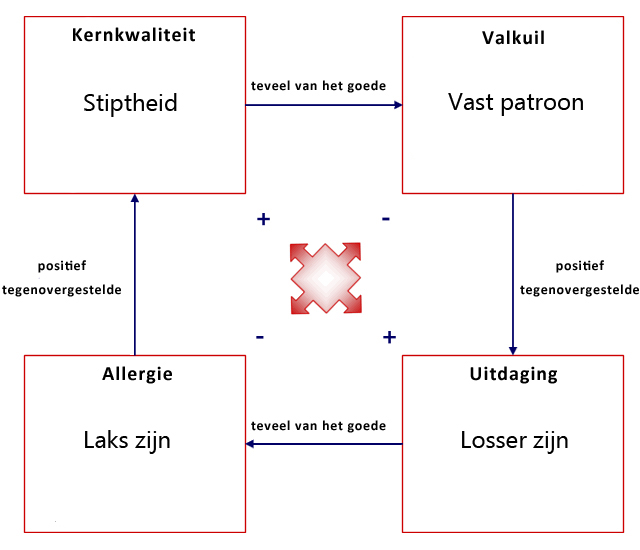 Kernkwaliteit
Stiptheid
teveel van het goede
Valkuil
Vast patroon
+
-
positief
tegenovergestelde
positief
tegenovergestelde
-
+
Allergie
Laks zijn
teveel van het goede
Uitdaging
Losser zijn